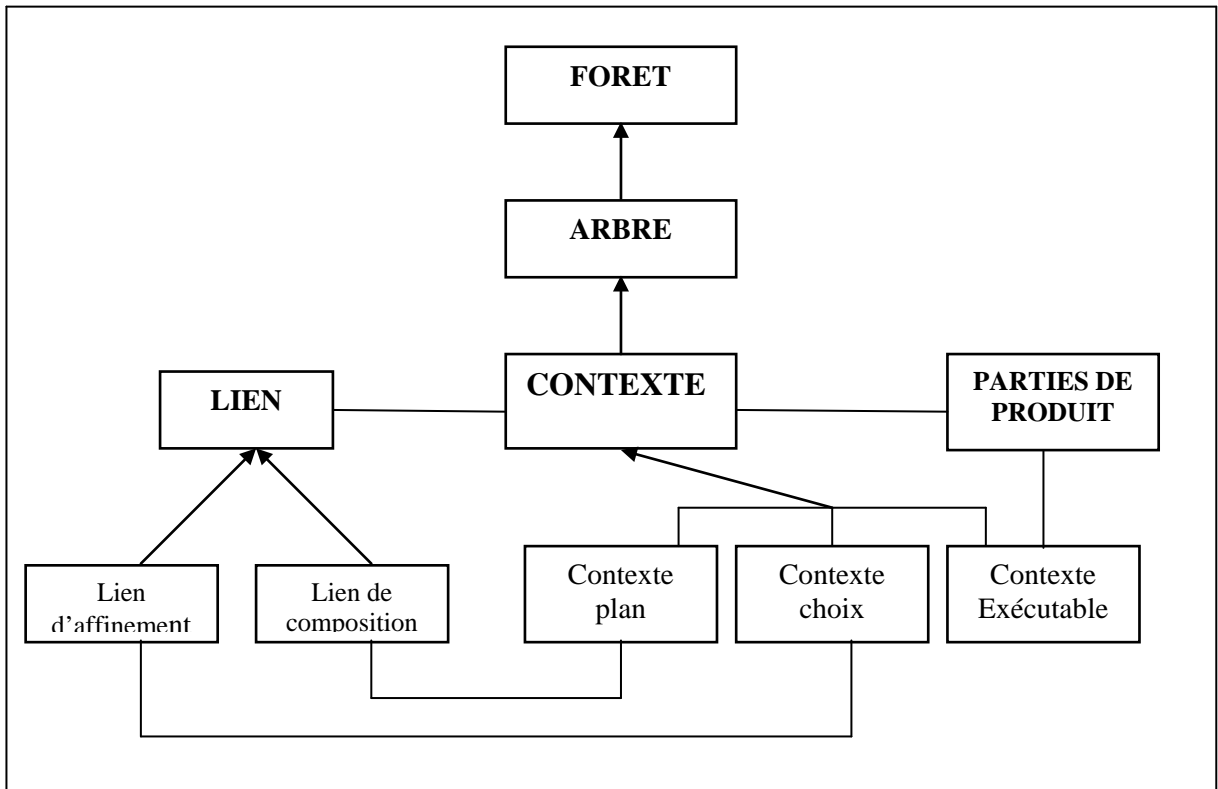 FORET
ARBRE
CONTEXTE
LIEN
PARTIES DE
PRODUIT
Lien
d’affinement
Lien de
composition
Contexte
plan
Contexte
choix
Contexte
Exécutable